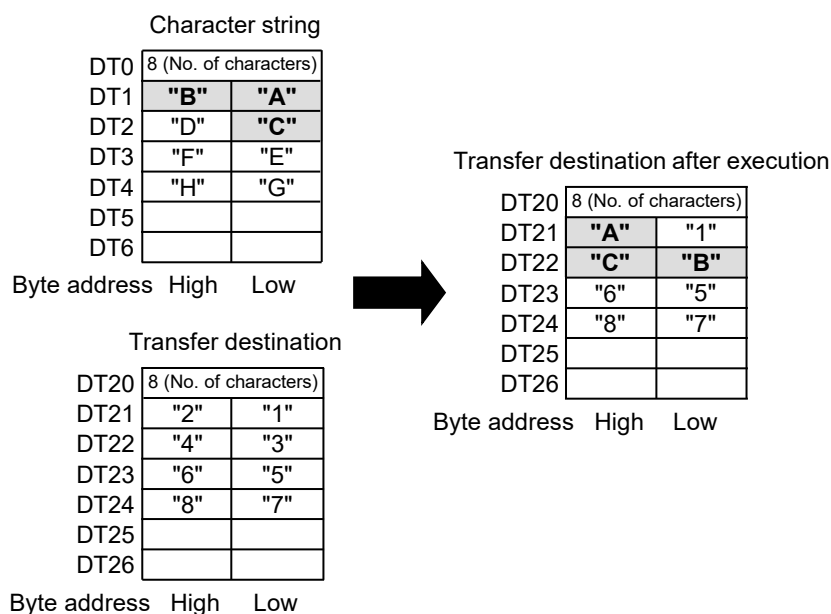 Character string
DT0 8 (No. of characters)
DT1 "B" "A"
DT2 "D" "C"
DT3 "F" "E"
DT4 "H" "G"
DT5
DT6
Byte address High Low
Transfer destination
DT20 8 (No. of characters)
DT21 "2" "1"
DT22 "4" "3"
DT23 "6" "5"
DT24 "8" "7"
DT25
DT26
Byte address High Low
Transfer destination after execution
DT20 8 (No. of characters)
DT21 "A" "1"
DT22 "C" "B"
DT23 "6" "5"
DT24 "8" "7"
DT25
DT26
Byte address High Low